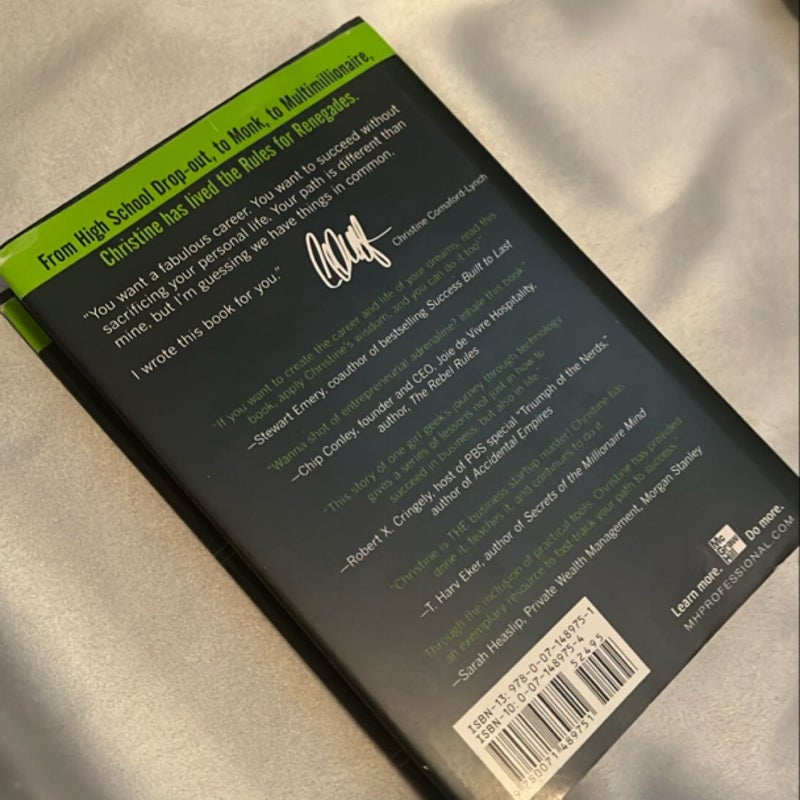 From High School Drop-out, to Monk, to Multimillionaire,
Christine has lived the Rules for Renegades.
"You want a fabulous career. You want to succeed without
sacrificing your personal life. Your path is different than
mine, but I'm guessing we have things in common.
I wrote this book for you."
Christine Comaford-Lynch
"If you want to create the career and life of your dreams, read this
book, apply Christine's wisdom, and you can do it too"
—Stewart Emery, coauthor of bestselling Success Built to Last
"Wanna shot of entrepreneurial adrenaline? Inhale this book"
—Chip Conley, founder and CEO, Joie de Vivre Hospitality,
author, The Rebel Rules
"This story of one girl geek's journey through technology
gives a series of lessons not just in how to
succeed in business, but also in life."
—Robert X. Cringely, host of PBS special "Triumph of the Nerds."
author of Accidental Empires
"Christine is THE business startup master! Christine has
done it, teaches it, and continues to do it
—T. Harv Eker, author of Secrets of the Millionaire Mind
Through the inclusion of practical tools, Christine has provided
an exemplary resource to fast-track your path to success."
—Sarah Heaslip, Private Wealth Management, Morgan Stanley
Mc
Graw
Hill
Learn more. Do more.
MHPROFESSIONAL.COM
ISBN-13: 978-0-07-148975-1
ISBN-10: 0-07-148975-4
52495
9780071489751